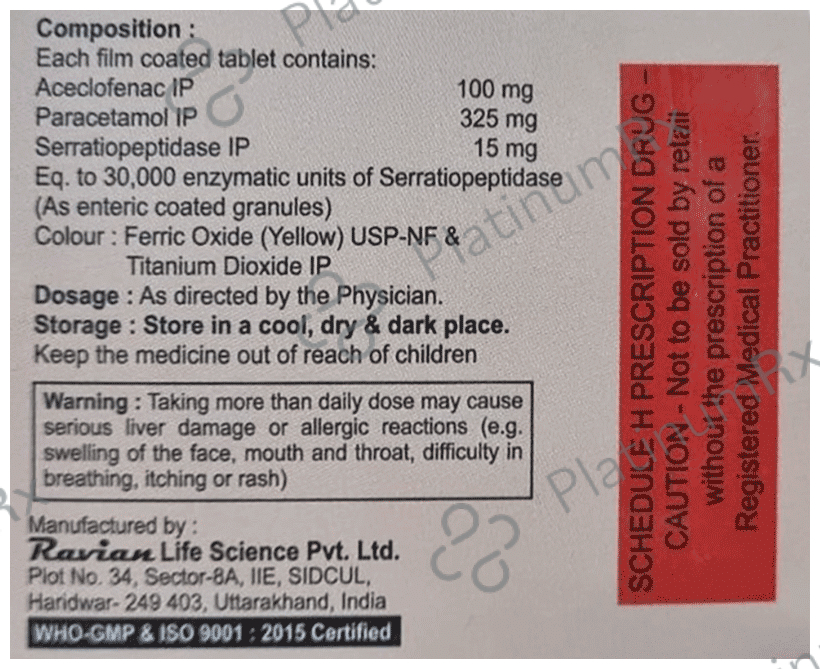 Composition :
Each film coated tablet contains:
Aceclofenac IP 100 mg
Paracetamol IP 325 mg
Serratiopeptidase IP 15 mg
Eq. to 30,000 enzymatic units of Serratiopeptidase
(As enteric coated granules)
Colour : Ferric Oxide (Yellow) USP-NF &
Titanium Dioxide IP
Dosage : As directed by the Physician.
Storage : Store in a cool, dry & dark place.
Keep the medicine out of reach of children
Warning : Taking more than daily dose may cause
serious liver damage or allergic reactions (e.g.
swelling of the face, mouth and throat, difficulty in
breathing, itching or rash)
Manufactured by :
Ravian Life Science Pvt. Ltd.
Plot No. 34, Sector-8A, IIE, SIDCUL,
Haridwar- 249 403, Uttarakhand, India
WHO-GMP & ISO 9001 : 2015 Certified
SCHEDULE H PRESCRIPTION DRUG –
CAUTION - Not to be sold by retail
without the prescription of a
Registered Medical Practitioner.
PlatinumRx
PlatinumRx